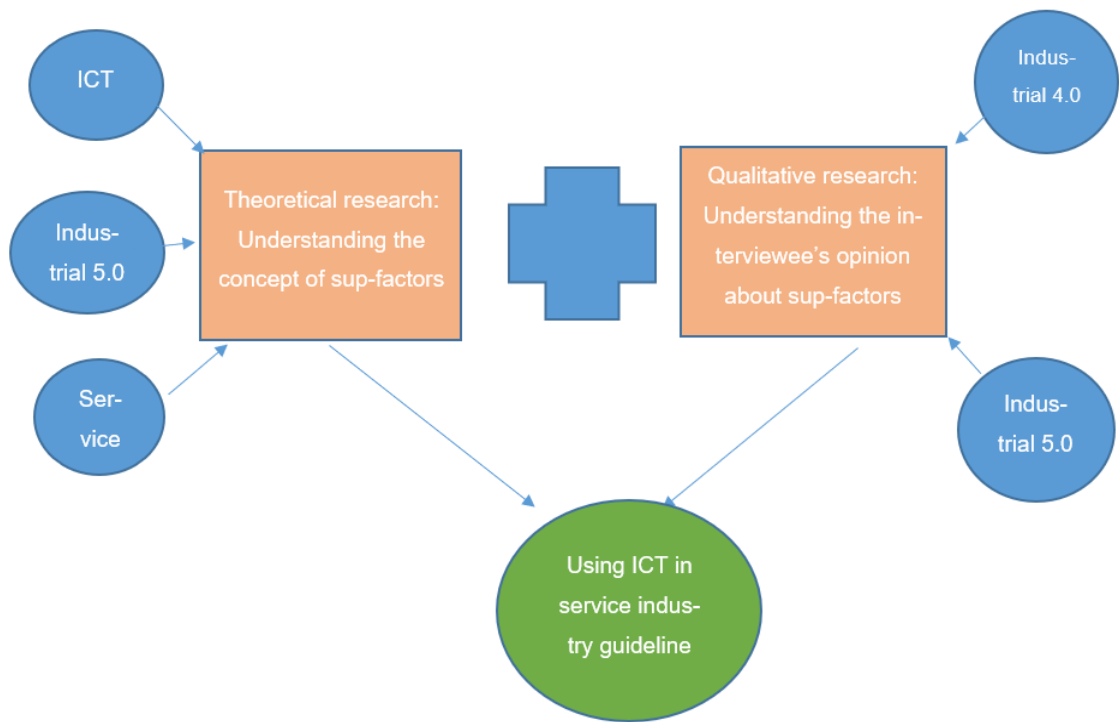 ICT
Indus-
trial 4.0
Theoretical research:
Understanding the
concept of sup-factors
Qualitative research:
Understanding the in-
terviewee's opinion
about sup-factors
Indus-
trial 5.0
Ser-
vice
Indus-
trial 5.0
Using ICT in
service indus-
try guideline